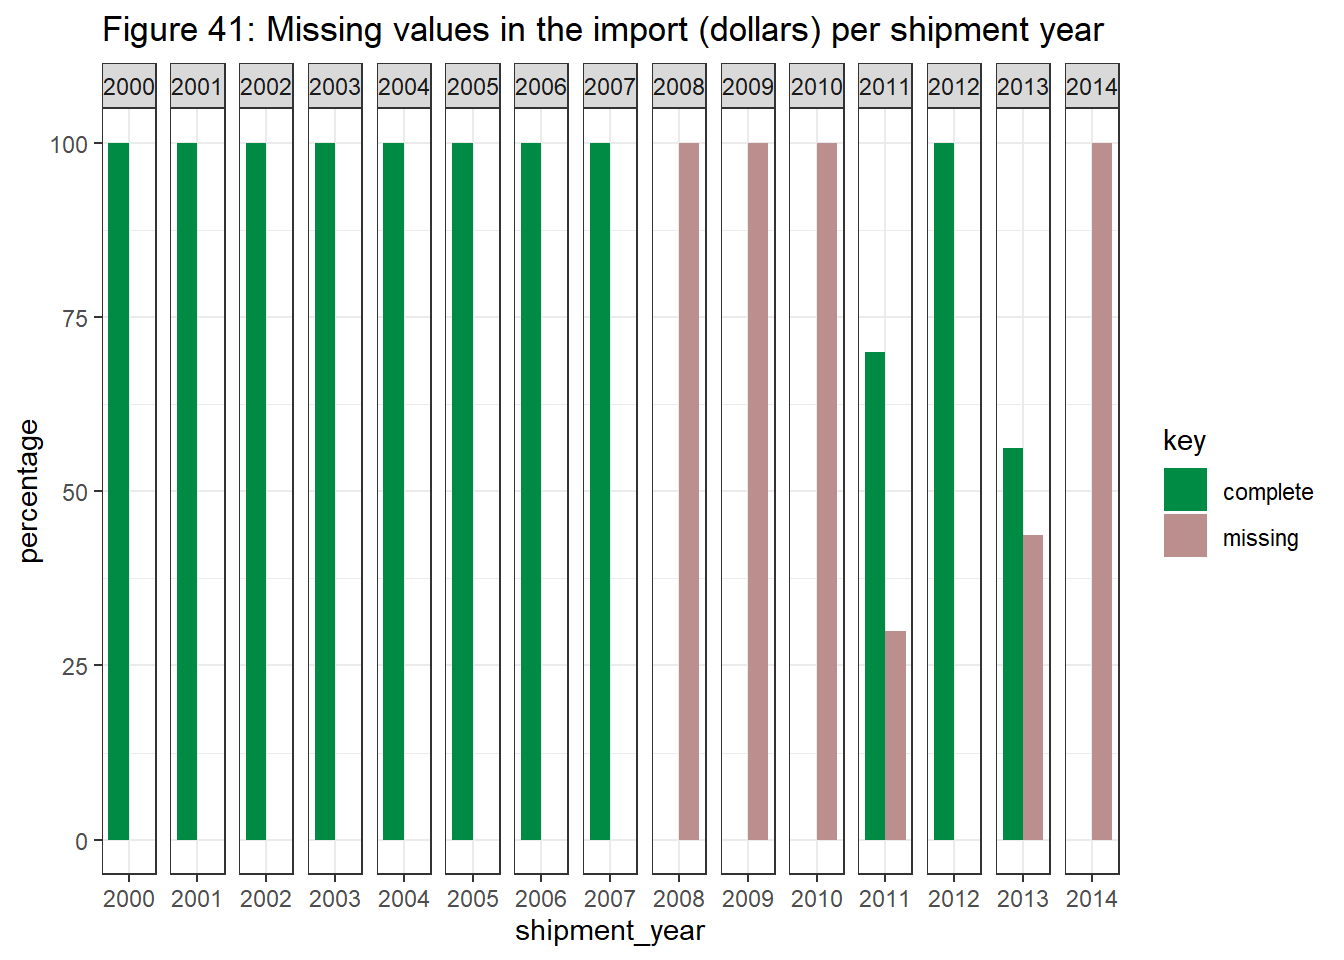 Figure 41: Missing values in the import (dollars) per shipment year
2000 2001 2002 2003 2004 2005 2006 2007 2008 2009 2010 2011 2012 2013 2014
100
75
50
25
0
percentage
2000 2001 2002 2003 2004 2005 2006 2007 2008 2009 2010 2011 2012 2013 2014
shipment_year
key
complete
missing